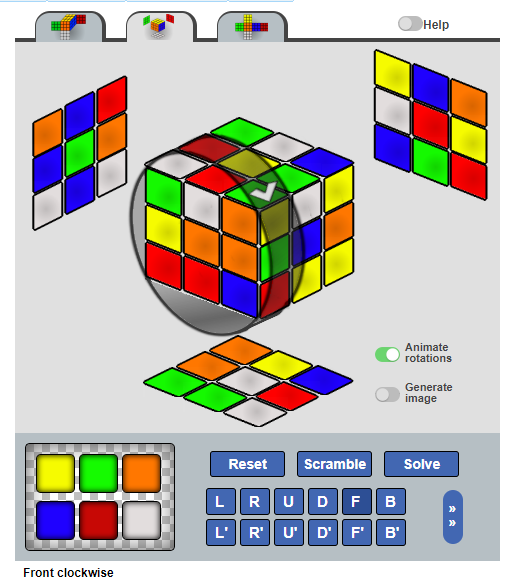 Help
Animate
rotations
Generate
image
Reset Scramble Solve
L R U D F B
L' R' U' D' F' B'
»
»
Front clockwise